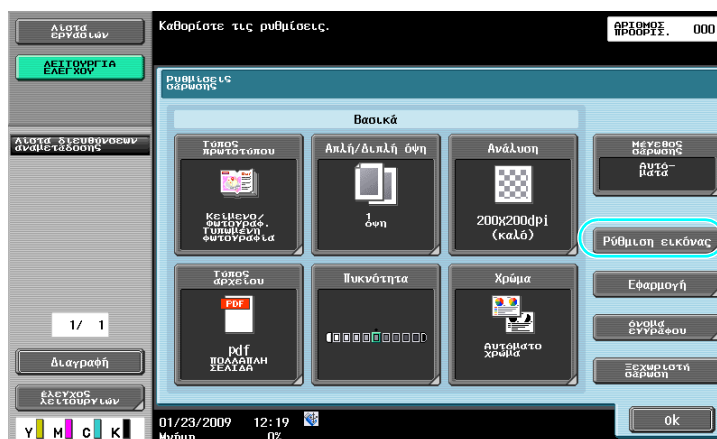 Λίστα
εργασιών
Καθορίστε τις ρυθμίσεις.
ΑΡΙΘΜΟΣ
ΠΡΟΟΡΙΣ.
000
ΛΕΙΤΟΥΡΓΙΑ
ΕΛΕΓΧΟΥ
Ρυθμίσεις
σάρωσης
Βασικά
Λίστα διευθύνσεων
αναμετάδοσης
Τύπος
πρωτοτύπου
Απλή/Διπλή όψη
Ανάλυση
Μέγεθος
σάρωσης
Αυτό-
ματα
Κείμενο/
φωτογραφ.
Τυπωμένη
φωτογραφία
1
όψη
200X200dpi
(καλό)
Ρύθμιση εικόνας
Τύπος
αρχείου
Πυκνότητα
Χρώμα
Εφαρμογή
PDF
pdf
ΠΟΛΛΑΠΛΗ
ΣΕΛΙΔΑ
Αυτόματο
χρώμα
όνομα
εγγράφου
1/ 1
Διαγραφή
Ξεχωριστή
σάρωση
έλεγχος
λειτουργιών
ok
Y M C K
01/23/2009 12:19
Μνήμη 0%